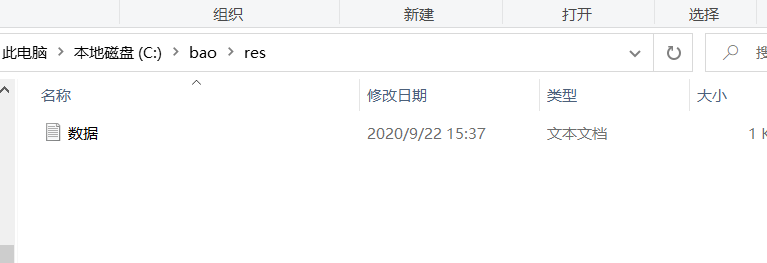 组织 新建 打开 选择
此电脑 本地磁盘 (C:) bao res
名称 修改日期 类型 大小
数据 2020/9/22 15:37 文本文档 1